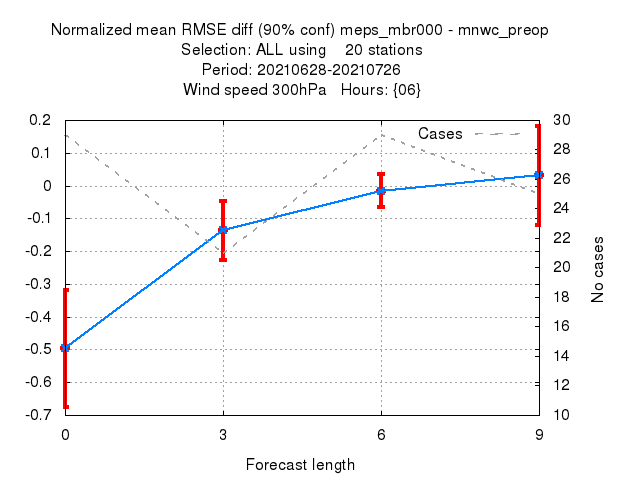 Normalized mean RMSE diff (90% conf) meps_mbr000 - mnwc_preop
Selection: ALL using 20 stations
Period: 20210628-20210726
Wind speed 300hPa Hours: {06}
Cases
0.2
0.1
0
-0.1
-0.2
-0.3
-0.4
-0.5
-0.6
-0.7
30
28
26
24
22
20
18
16
14
12
10
No cases
0 3 6 9
Forecast length